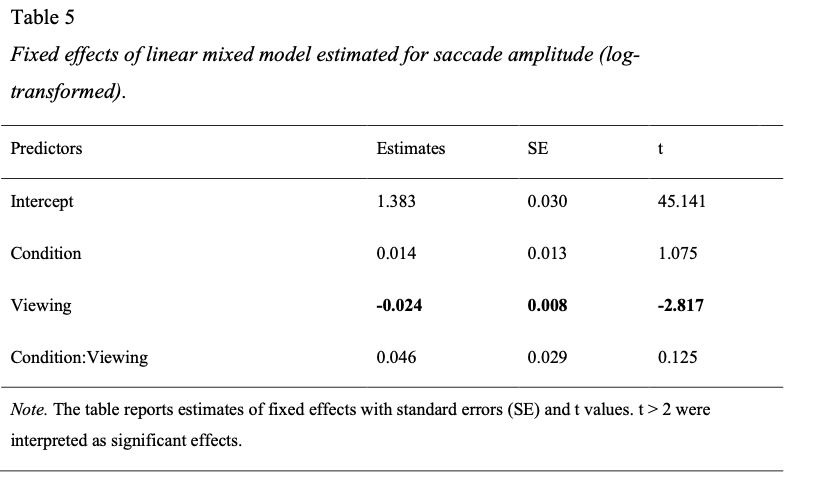 Table 5
Fixed effects of linear mixed model estimated for saccade amplitude (log-
transformed).
Predictors Estimates SE t
Intercept 1.383 0.030 45.141
Condition 0.014 0.013 1.075
Viewing -0.024 0.008 -2.817
Condition:Viewing 0.046 0.029 0.125
Note. The table reports estimates of fixed effects with standard errors (SE) and t values. t > 2 were
interpreted as significant effects.